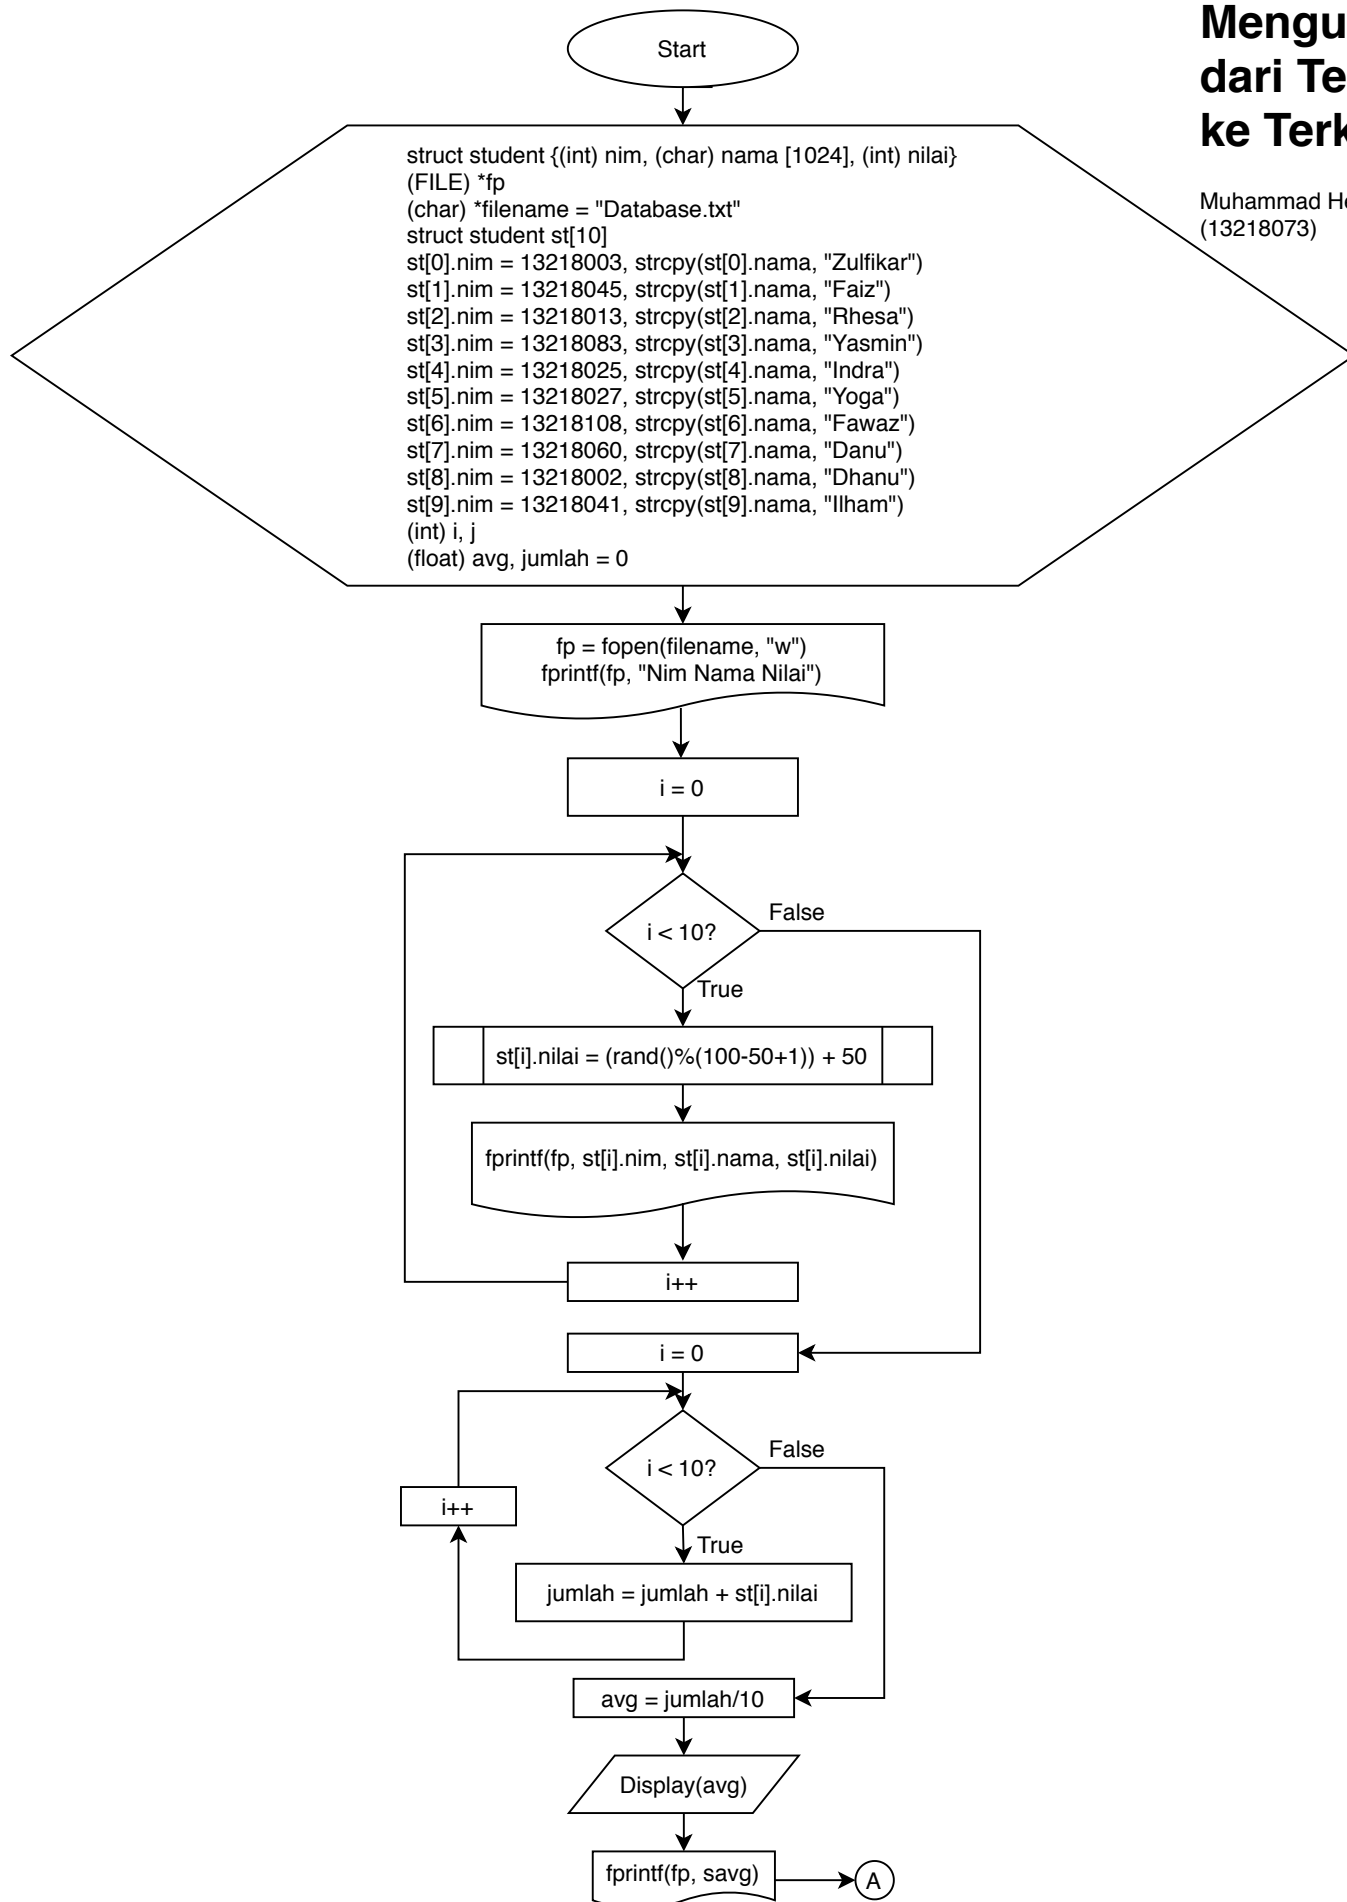 Start
Mengu
dari Te
ke Terk
Muhammad He
(13218073)
struct student {(int) nim, (char) nama [1024], (int) nilai}
(FILE) *fp
(char) *filename = "Database.txt"
struct student st[10]
st[0].nim = 13218003, strcpy(st[0].nama, "Zulfikar")
st[1].nim = 13218045, strcpy(st[1].nama, "Faiz")
st[2].nim = 13218013, strcpy(st[2].nama, "Rhesa")
st[3].nim = 13218083, strcpy(st[3].nama, "Yasmin")
st[4].nim = 13218025, strcpy(st[4].nama, "Indra")
st[5].nim = 13218027, strcpy(st[5].nama, "Yoga")
st[6].nim = 13218108, strcpy(st[6].nama, "Fawaz")
st[7].nim = 13218060, strcpy(st[7].nama, "Danu")
st[8].nim = 13218002, strcpy(st[8].nama, "Dhanu")
st[9].nim = 13218041, strcpy(st[9].nama, "Ilham")
(int) i, j
(float) avg, jumlah = 0
fp = fopen(filename, "w")
fprintf(fp, "Nim Nama Nilai")
i = 0
i < 10?
False
True
st[i].nilai = (rand()%(100-50+1)) + 50
fprintf(fp, st[i].nim, st[i].nama, st[i].nilai)
i++
i = 0
i < 10?
False
i++
True
jumlah = jumlah + st[i].nilai
avg = jumlah/10
Display(avg)
fprintf(fp, savg)
A